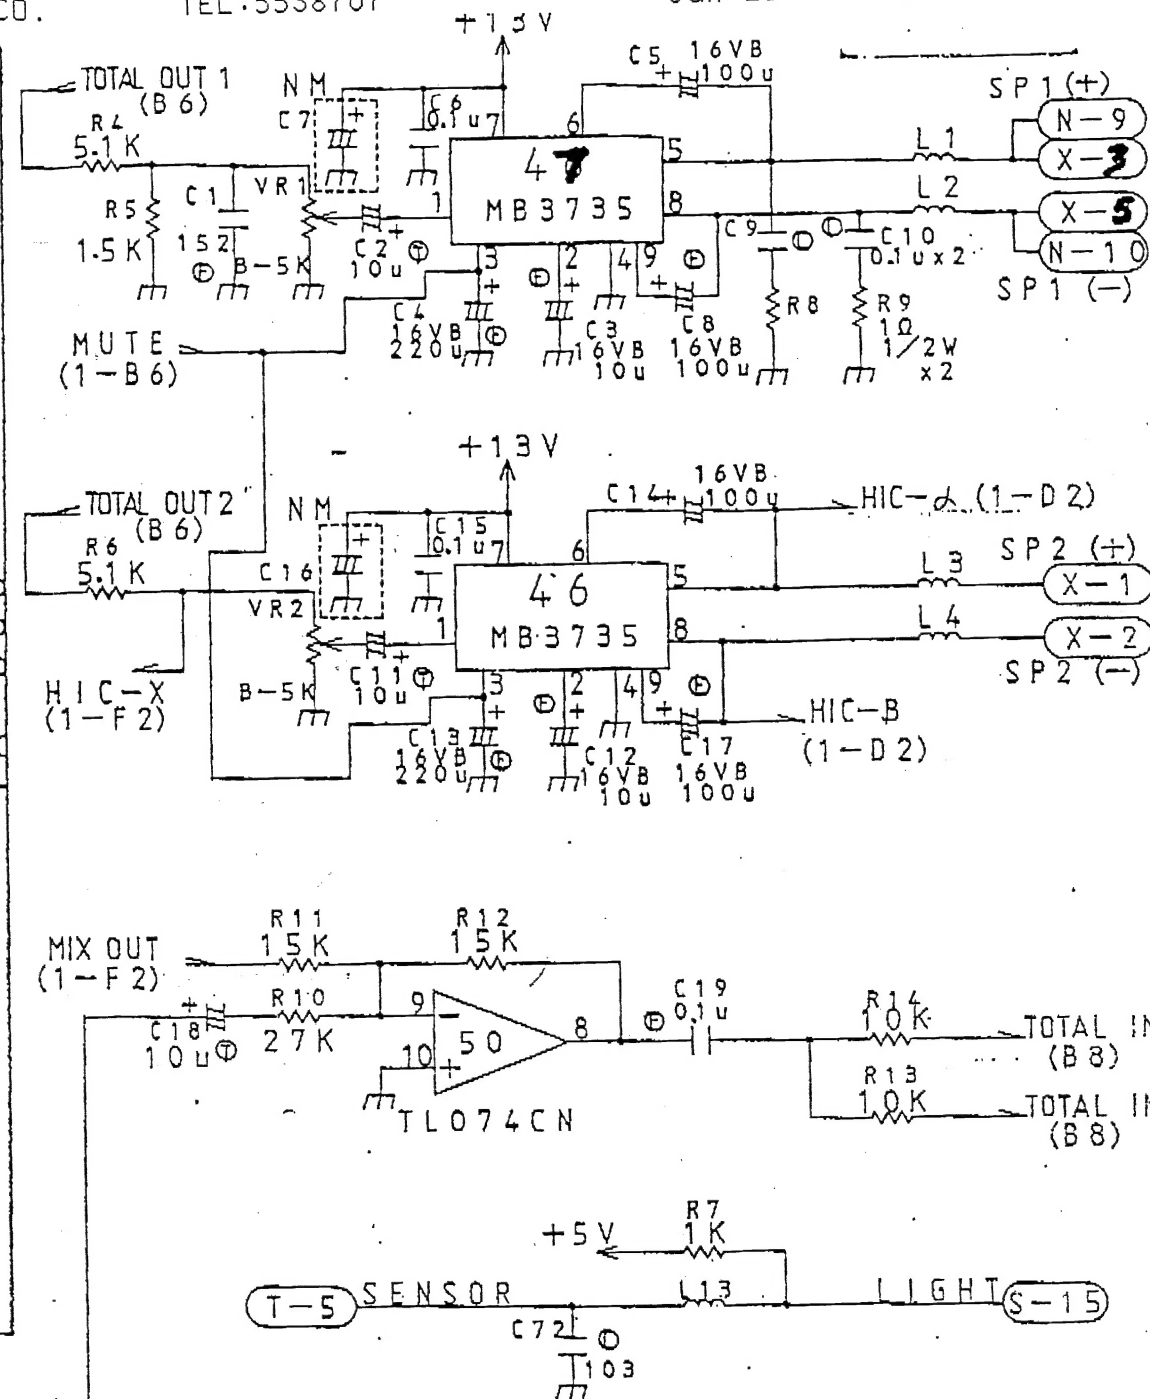 CO.
TEL:5538707
+13V
TOTAL OUT 1
(B6)
R4
5.1K
NM
C7
C6
0.1u
7
6
C5
16VB
100u
SP1(+)
N-9
X-3
5
L1
47
MB3735
1
8
L2
X-5
N-10
SP1(-)
R5
1.5K
C1
152
VR1
B-5K
C2
10u
3
2
4
9
C9
C10
0.1ux2
C4
16VB
220u
C3
16VB
10u
C8
16VB
100u
R8
R9
1Ω
1/2W
x2
MUTE
(1-B6)
+13V
TOTAL OUT2
(B6)
R6
5.1K
NM
C16
C15
0.1u
7
6
C14
16VB
100u
HIC-α (1-D2)
SP2 (+)
X-1
5
L3
46
MB3735
1
8
L4
X-2
SP2 (-)
VR2
B-5K
C11
10u
3
2
4
9
HIC-X
(1-F2)
C13
16VB
220u
C12
16VB
10u
C17
16VB
100u
HIC-B
(1-D2)
MIX OUT
(1-F2)
R11
15K
R12
15K
C18
10u
R10
27K
9
10
50
8
TL074CN
C19
0.1u
R14
10K
TOTAL IN
(B8)
R13
10K
TOTAL IN
(B8)
+5V
R7
1K
T-5
SENSOR
L13
LIGHT
S-15
C72
103